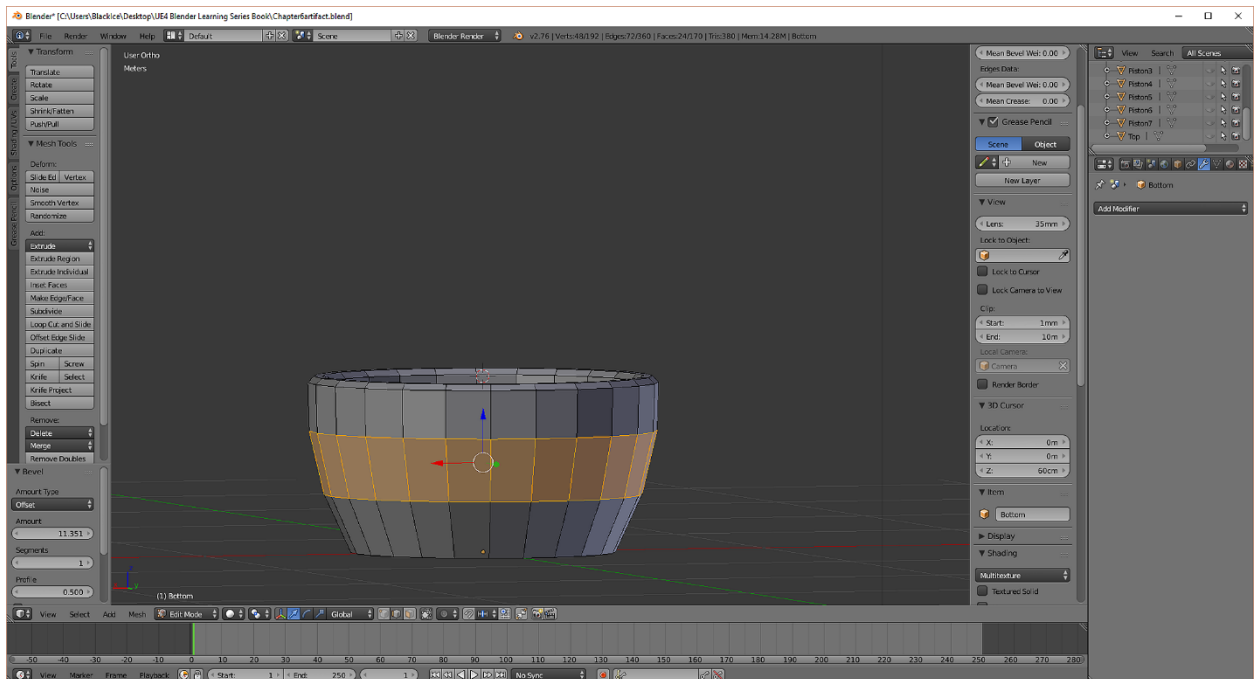 Blender* [C:\Users\BlackIce\Desktop\UE4 Blender Learning Series Book\Chapter6artifact.blend]
File Render Window Help Default Scene Blender Render v2.76 | Verts:48/192 | Edges:72/360 | Faces:24/170 | Tris:380 | Mem:14.28M | Bottom
Tools
Create
Shading / UVs
Options
Grease Pencil
Transform
Translate
Rotate
Scale
Shrink/Fatten
Push/Pull
Mesh Tools
Deform:
Slide Ed Vertex
Noise
Smooth Vertex
Randomize
Add:
Extrude
Extrude Region
Extrude Individual
Inset Faces
Make Edge/Face
Subdivide
Loop Cut and Slide
Offset Edge Slide
Duplicate
Spin Screw
Knife Select
Knife Project
Bisect
Remove:
Delete
Merge
Remove Doubles
Bevel
Amount Type
Offset
Amount
11.351
Segments
1
Profile
0.500
User Ortho
Meters
(1) Bottom
Mean Bevel Wei: 0.00
Edges Data:
Mean Bevel Wei: 0.00
Mean Crease: 0.00
Grease Pencil
Scene Object
New
New Layer
View
Lens: 35mm
Lock to Object:
Lock to Cursor
Lock Camera to View
Clip:
Start: 1mm
End: 10m
Local Camera:
Camera
Render Border
3D Cursor
Location:
X: 0m
Y: 0m
Z: 60cm
Item
Bottom
Display
Shading
Multitexture
Textured Solid
View Search All Scenes
Piston3
Piston4
Piston5
Piston6
Piston7
Top
Bottom
Add Modifier
View Select Add Mesh Edit Mode Global
-50 -40 -30 -20 -10 0 10 20 30 40 50 60 70 80 90 100 110 120 130 140 150 160 170 180 190 200 210 220 230 240 250 260 270 280
View Marker Frame Playback Start: 1 End: 250 1 No Sync